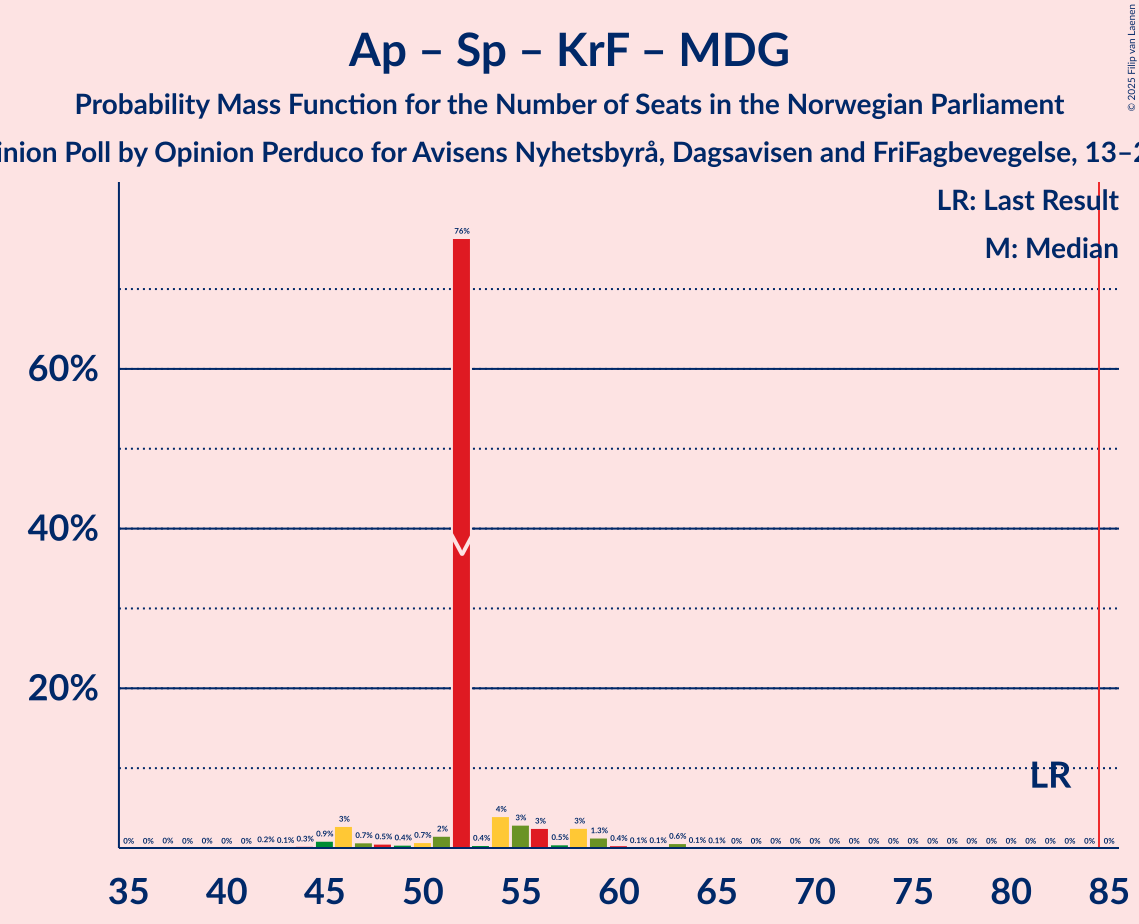 © 2025 Filip van Laenen
Ap – Sp – KrF – MDG
Probability Mass Function for the Number of Seats in the Norwegian Parliament
Poll by Opinion Perduco for Avisens Nyhetsbyrå, Dagsavisen and FriFagbevegelse,
LR: Last Result
M: Median
76%
60%
40%
20%
LR
0% 0% 0% 0% 0% 0% 0% 0.2% 0.1% 0.3% 0.9% 3% 0.7% 0.5% 0.4% 0.7% 2% 0.4% 4% 3% 3% 0.5% 3% 1.3% 0.4% 0.1% 0.1% 0.6% 0.1% 0.1% 0% 0% 0% 0% 0% 0% 0% 0% 0% 0% 0% 0% 0% 0% 0% 0% 0% 0% 0% 0%
35 40 45 50 55 60 65 70 75 80 85